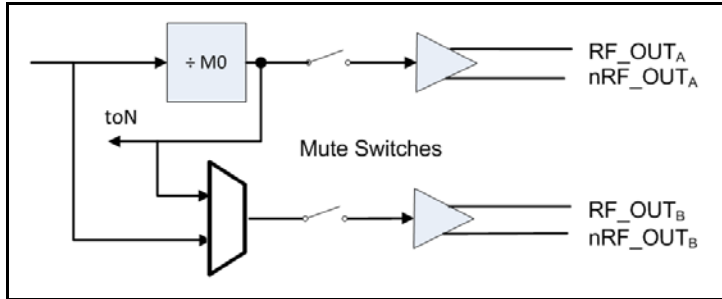 ÷ M0
RF_OUTA
nRF_OUTA
toN
Mute Switches
RF_OUTB
nRF_OUTB